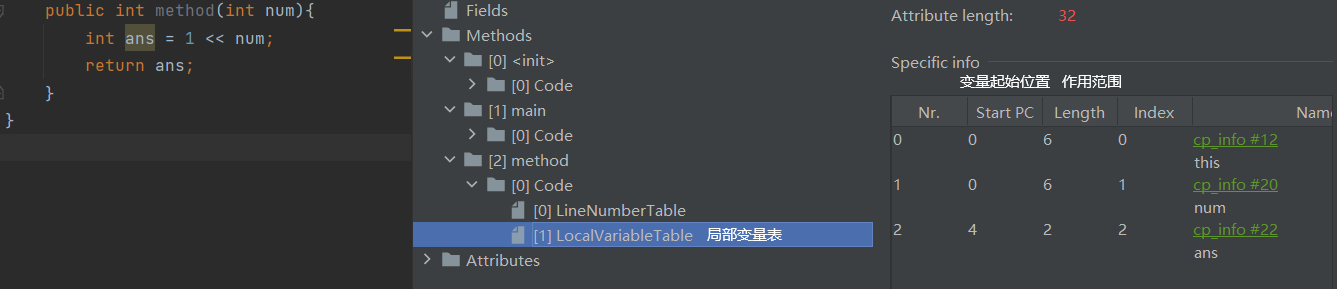 public int method(int num){
int ans = 1 << num;
return ans;
}
}
Fields
Methods
[0] <init>
[0] Code
[1] main
[0] Code
[2] method
[0] Code
[0] LineNumberTable
[1] LocalVariableTable 局部变量表
Attributes
Attribute length: 32
Specific info
变量起始位置 作用范围
Nr. Start PC Length Index Name
0 0 6 0 cp_info #12
this
1 0 6 1 cp_info #20
num
2 4 2 2 cp_info #22
ans